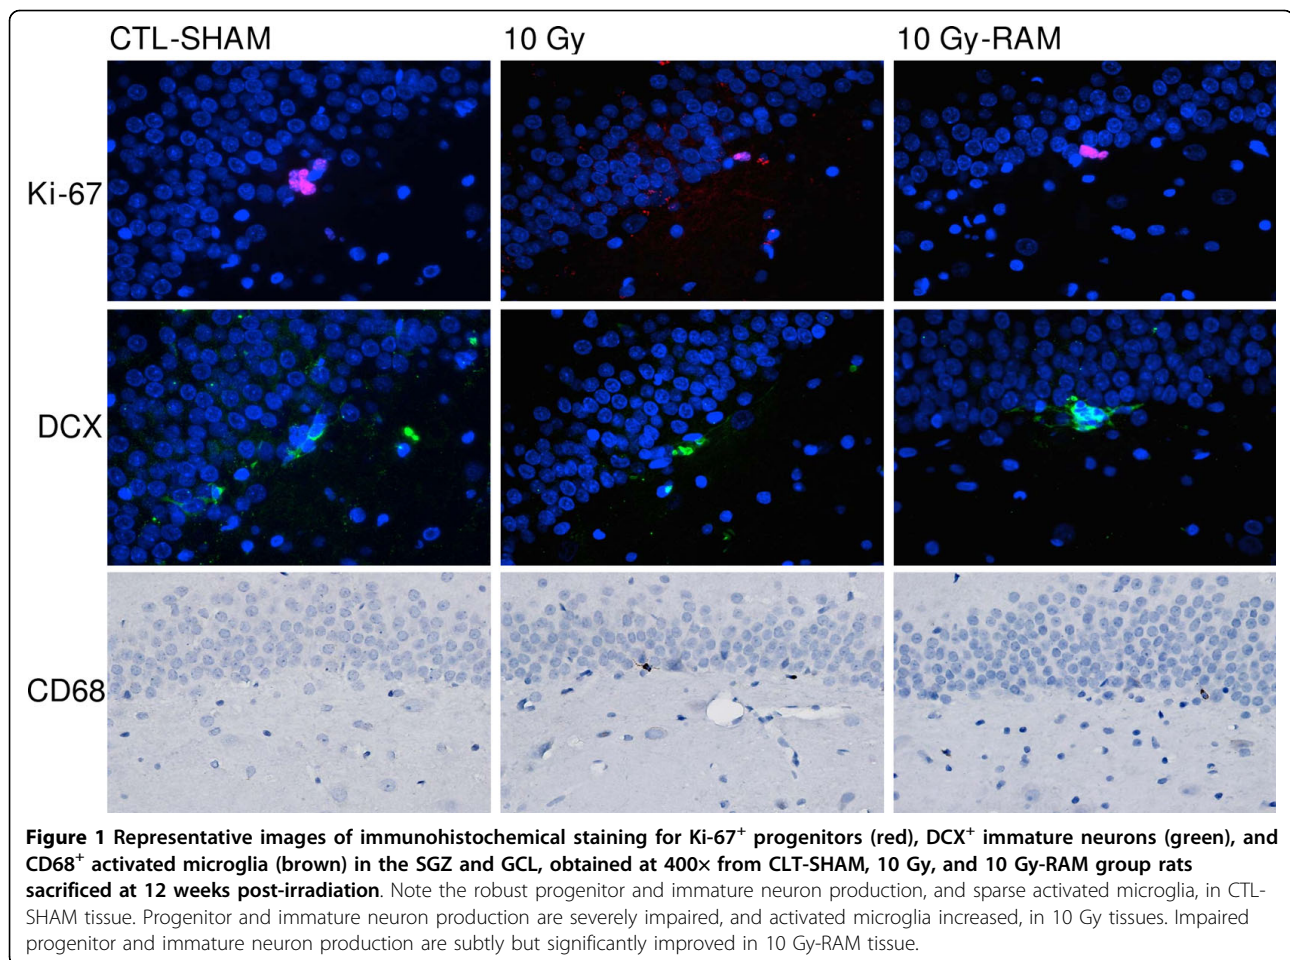 CTL-SHAM 10 Gy 10 Gy-RAM
Ki-67
DCX
CD68
Figure 1 Representative images of immunohistochemical staining for Ki-67+ progenitors (red), DCX+ immature neurons (green), and
CD68+ activated microglia (brown) in the SGZ and GCL, obtained at 400× from CLT-SHAM, 10 Gy, and 10 Gy-RAM group rats
sacrificed at 12 weeks post-irradiation. Note the robust progenitor and immature neuron production, and sparse activated microglia, in CTL-
SHAM tissue. Progenitor and immature neuron production are severely impaired, and activated microglia increased, in 10 Gy tissues. Impaired
progenitor and immature neuron production are subtly but significantly improved in 10 Gy-RAM tissue.